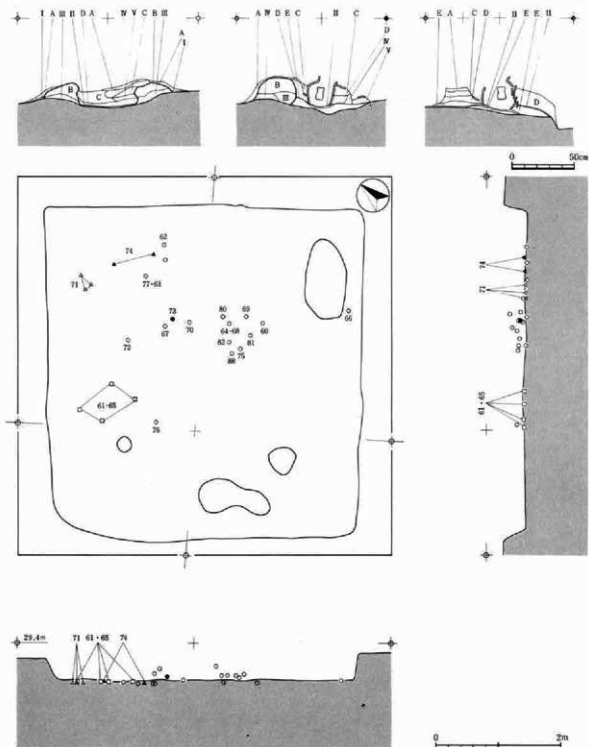 I A III II D A IV V C B III A I
A IV D E C II C D IV V
E A C D II E E II
B C
B III
D
0 50cm
62
74
77・63
71
73
70
67
72
80 69
64-68 60
82 81
75
88
66
61・65
76
74
71
61・65
29.4m
71 61・65 74
0 2m